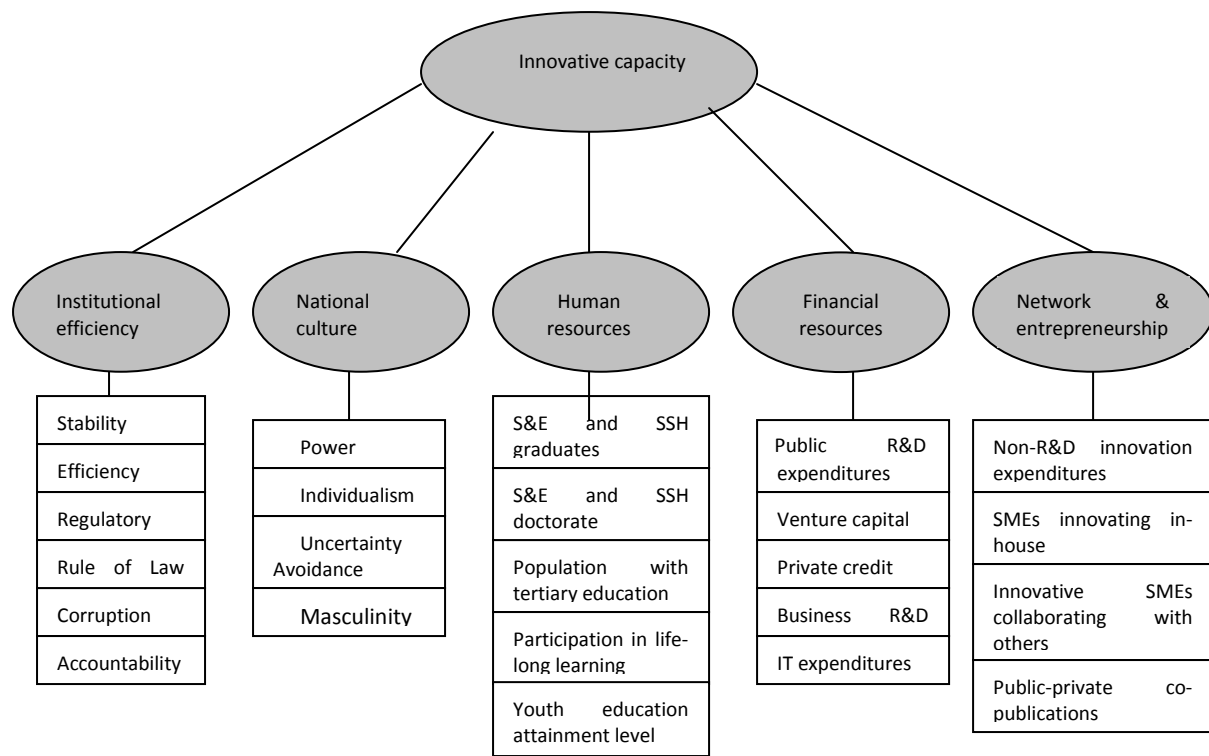 Innovative capacity
Institutional
efficiency
National
culture
Human
resources
Financial
resources
Network &
entrepreneurship
Stability
Efficiency
Regulatory
Rule of Law
Corruption
Accountability
Power
Individualism
Uncertainty
Avoidance
Masculinity
S&E and SSH
graduates
S&E and SSH
doctorate
Population with
tertiary education
Participation in life-
long learning
Youth education
attainment level
Public R&D
expenditures
Venture capital
Private credit
Business R&D
IT expenditures
Non-R&D innovation
expenditures
SMEs innovating in-
house
Innovative SMEs
collaborating with
others
Public-private co-
publications